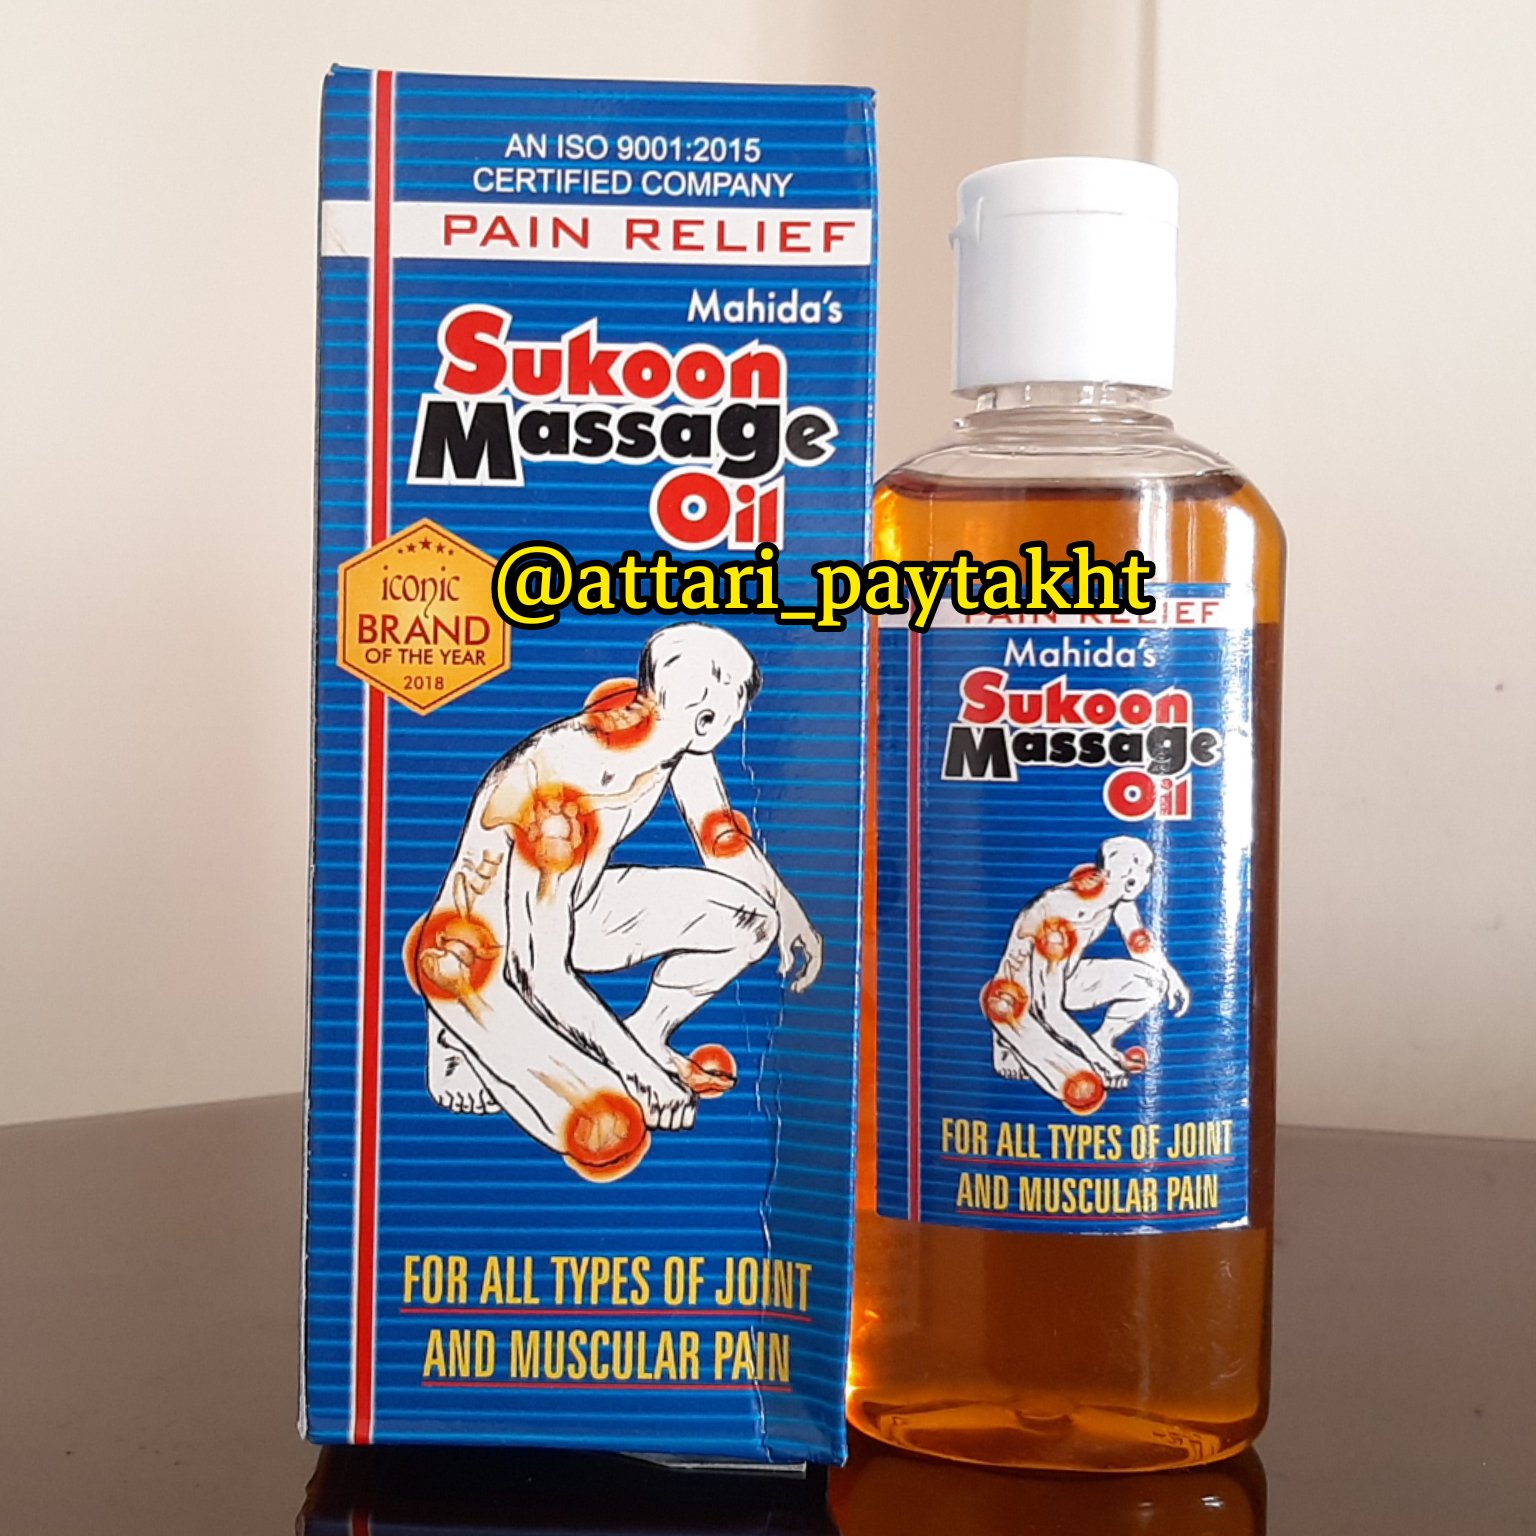 AN ISO 9001:2015
CERTIFIED COMPANY
PAIN RELIEF
Mahida's
Sukoon
Massage
Oil
iconic
BRAND
OF THE YEAR
2018
FOR ALL TYPES OF JOINT
AND MUSCULAR PAIN
@attari_paytakht
PAIN RELIEF
Mahida's
Sukoon
Massage
Oil
FOR ALL TYPES OF JOINT
AND MUSCULAR PAIN